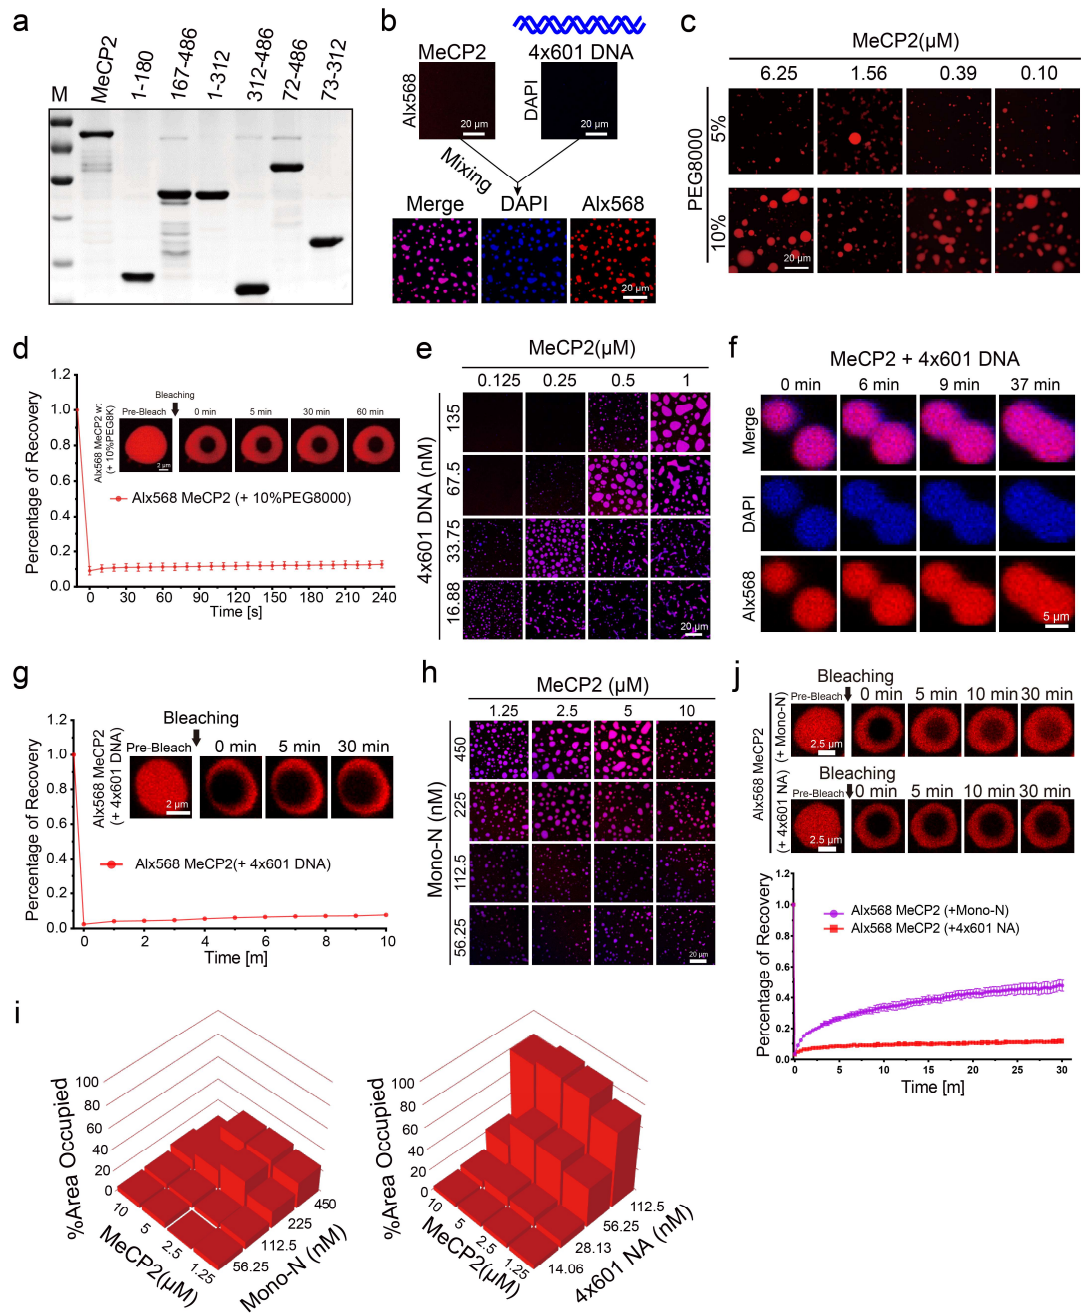 a
M
MeCP2
1-180
167-486
1-312
312-486
72-486
73-312
b
MeCP2
4x601 DNA
Alx568
20 µm
DAPI
20 µm
Mixing
Merge
DAPI
Alx568
20 µm
c
MeCP2(µM)
6.25
1.56
0.39
0.10
PEG8000
5%
10%
20 µm
d
Percentage of Recovery
1.2
1.0
0.8
0.6
0.4
0.2
0.0
Bleaching
Pre-Bleach
0 min
5 min
30 min
60 min
Alx568 MeCP2 w:
(+ 10%PEG8K)
2 µm
Alx568 MeCP2 (+ 10%PEG8000)
0 30 60 90 120 150 180 210 240
Time [s]
e
MeCP2(µM)
0.125 0.25 0.5 1
4x601 DNA (nM)
135
67.5
33.75
16.88
20 µm
f
MeCP2 + 4x601 DNA
0 min 6 min 9 min 37 min
Merge
DAPI
Alx568
5 µm
g
Percentage of Recovery
1.2
1.0
0.8
0.6
0.4
0.2
0.0
Bleaching
Pre-Bleach
0 min 5 min 30 min
Alx568 MeCP2
(+ 4x601 DNA)
2 µm
Alx568 MeCP2(+ 4x601 DNA)
0 2 4 6 8 10
Time [m]
h
MeCP2 (µM)
1.25 2.5 5 10
Mono-N (nM)
450
225
112.5
56.25
20 µm
j
Bleaching
Pre-Bleach
0 min 5 min 10 min 30 min
Alx568 MeCP2
(+ Mono-N)
2.5 µm
Bleaching
Pre-Bleach
0 min 5 min 10 min 30 min
(+ 4x601 NA)
2.5 µm
Percentage of Recovery
1.2
1.0
0.8
0.6
0.4
0.2
0.0
Alx568 MeCP2 (+Mono-N)
Alx568 MeCP2 (+4x601 NA)
0 5 10 15 20 25 30
Time [m]
i
%Area Occupied
100
80
60
40
20
0
10
5
2.5
1.25
MeCP2(µM)
56.25
112.5
225
450
Mono-N (nM)
%Area Occupied
100
80
60
40
20
0
10
5
2.5
1.25
MeCP2(µM)
14.06
28.13
56.25
112.5
4x601 NA (nM)